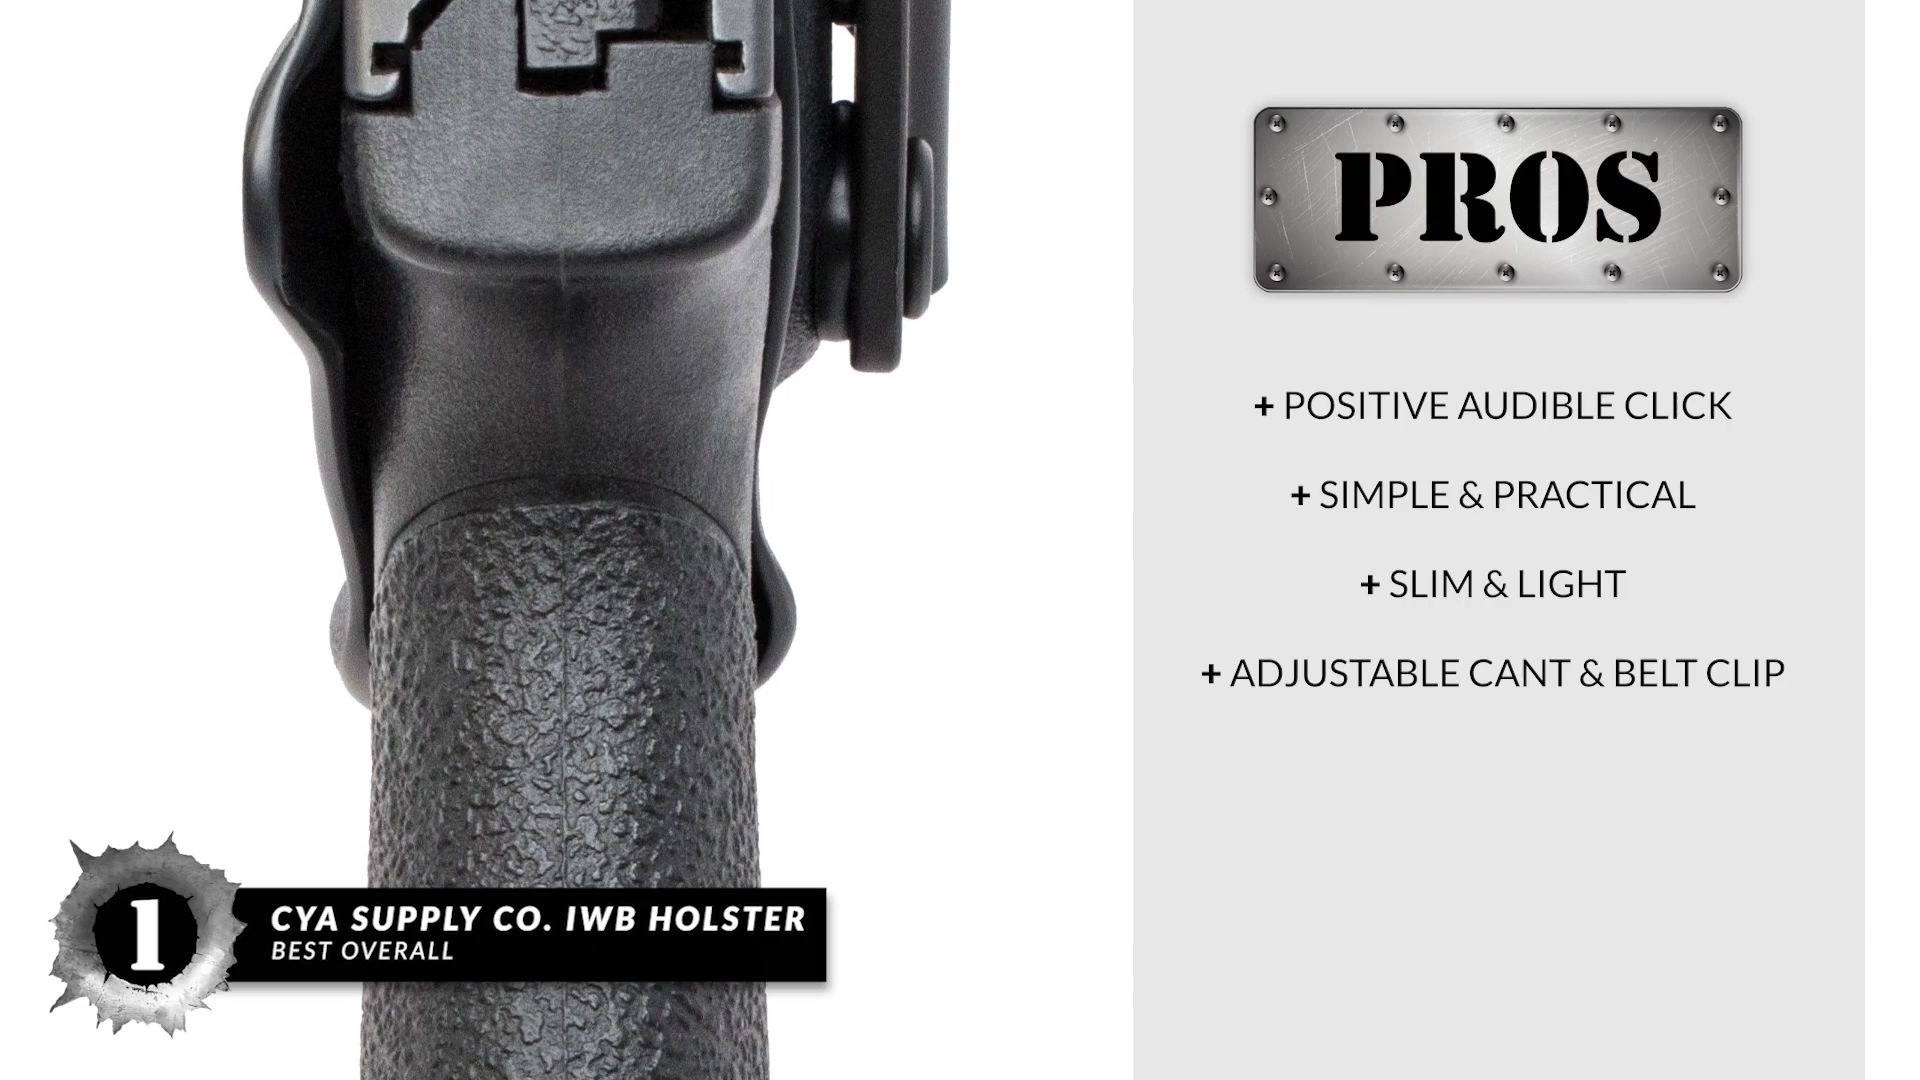 PROS
+ POSITIVE AUDIBLE CLICK
+ SIMPLE & PRACTICAL
+ SLIM & LIGHT
+ ADJUSTABLE CANT & BELT CLIP
1
CYA SUPPLY CO. IWB HOLSTER
BEST OVERALL